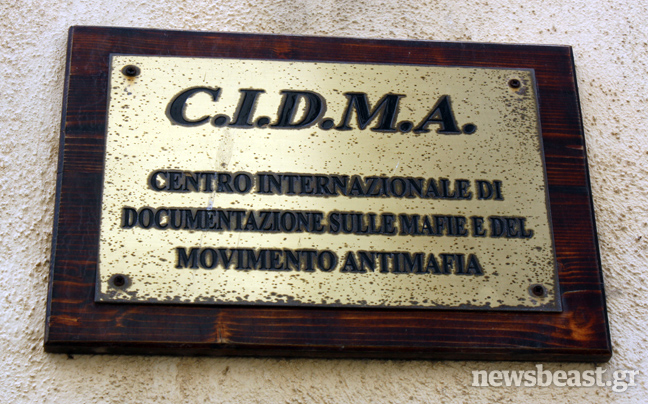 C.I.D.M.A.
CENTRO INTERNAZIONALE DI
DOCUMENTAZIONE SULLE MAFIE E DEL
MOVIMENTO ANTIMAFIA
newsbeast.gr